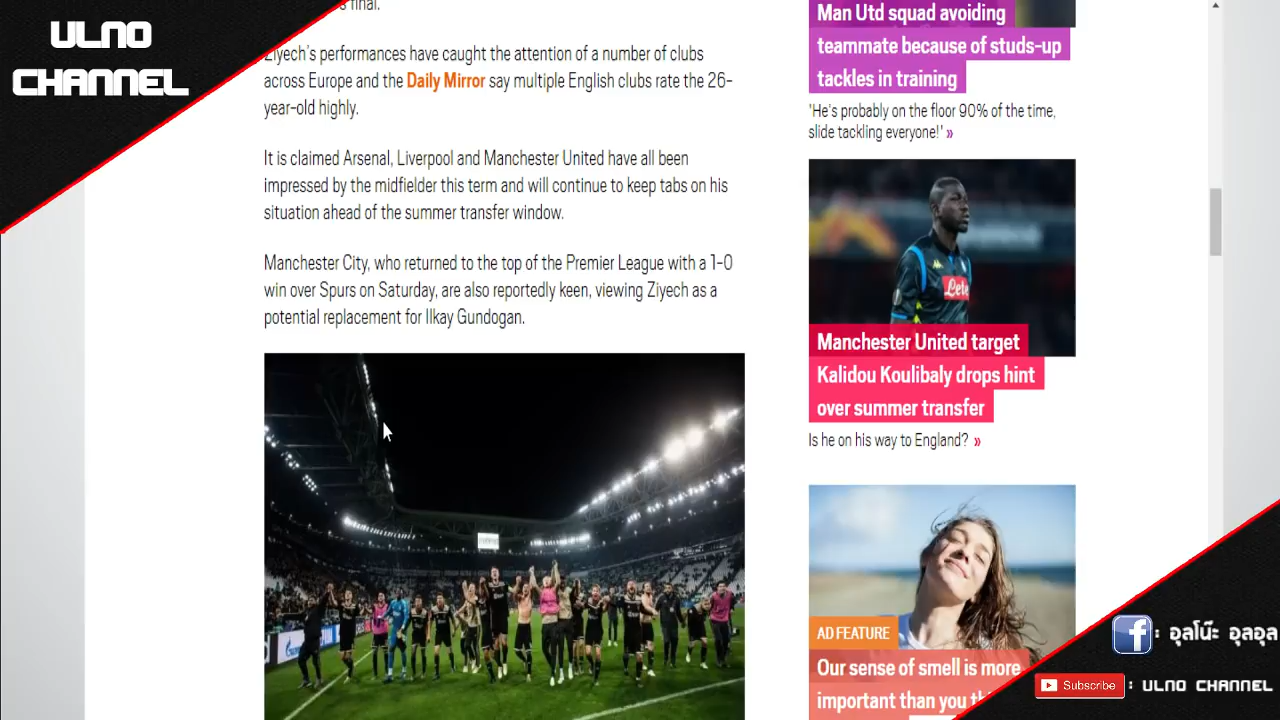 ULNO
CHANNEL
final.
Ziyech's performances have caught the attention of a number of clubs
across Europe and the Daily Mirror say multiple English clubs rate the 26-
year-old highly.
It is claimed Arsenal, Liverpool and Manchester United have all been
impressed by the midfielder this term and will continue to keep tabs on his
situation ahead of the summer transfer window.
Manchester City, who returned to the top of the Premier League with a 1-0
win over Spurs on Saturday, are also reportedly keen, viewing Ziyech as a
potential replacement for Ilkay Gundogan.
Man Utd squad avoiding
teammate because of studs-up
tackles in training
'He's probably on the floor 90% of the time,
slide tackling everyone!' »
Lete
Manchester United target
Kalidou Koulibaly drops hint
over summer transfer
Is he on his way to England? »
AD FEATURE
Our sense of smell is more
important than you
f : อุลโน๊ะ อุลอุล
Subscribe : ULNO CHANNEL